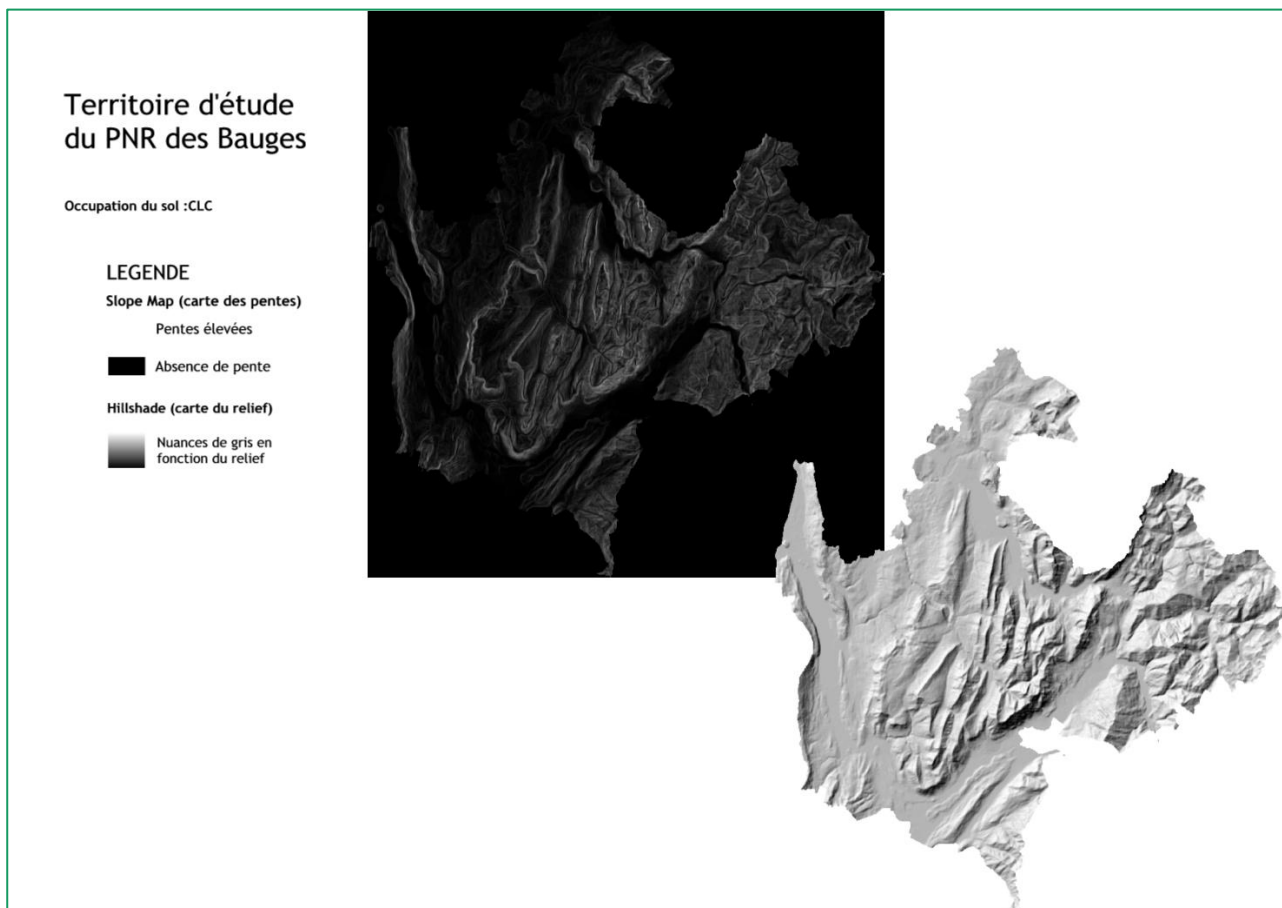 Territoire d'étude
du PNR des Bauges
Occupation du sol :CLC
LEGENDE
Slope Map (carte des pentes)
Pentes élevées
Absence de pente
Hillshade (carte du relief)
Nuances de gris en
fonction du relief